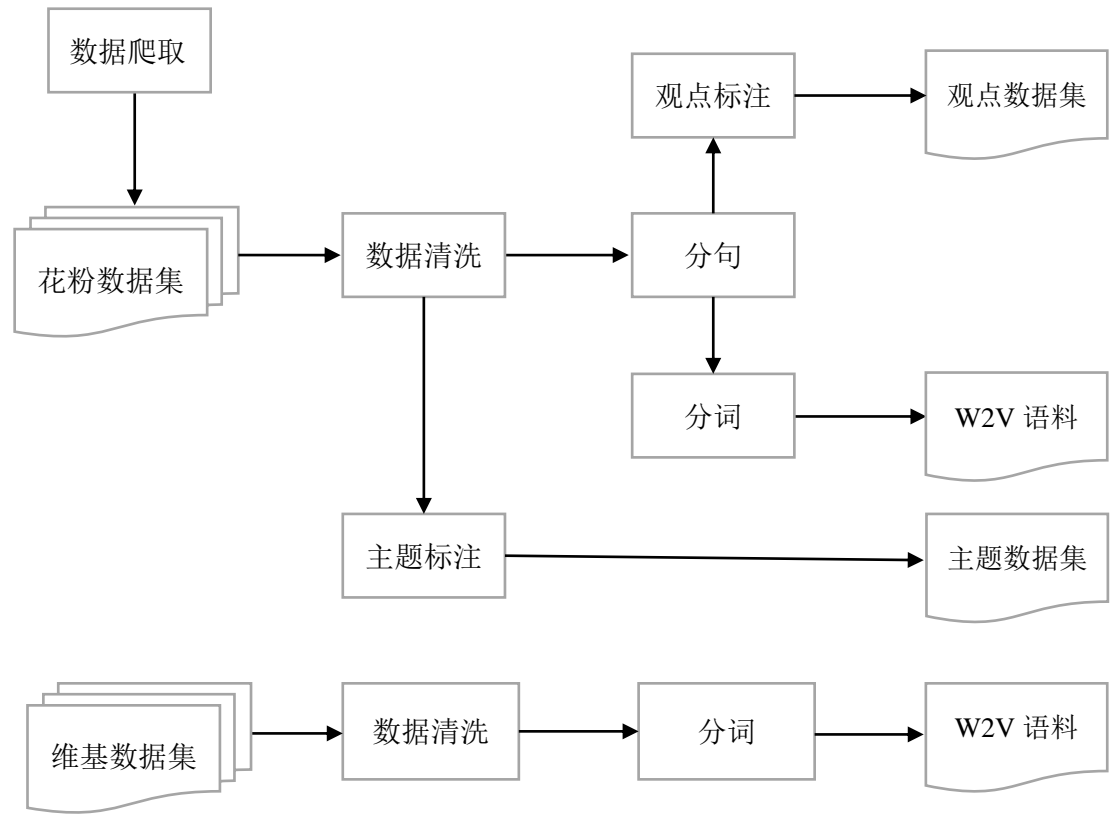 数据爬取
观点标注
观点数据集
花粉数据集
数据清洗
分句
分词
W2V 语料
主题标注
主题数据集
维基数据集
数据清洗
分词
W2V 语料